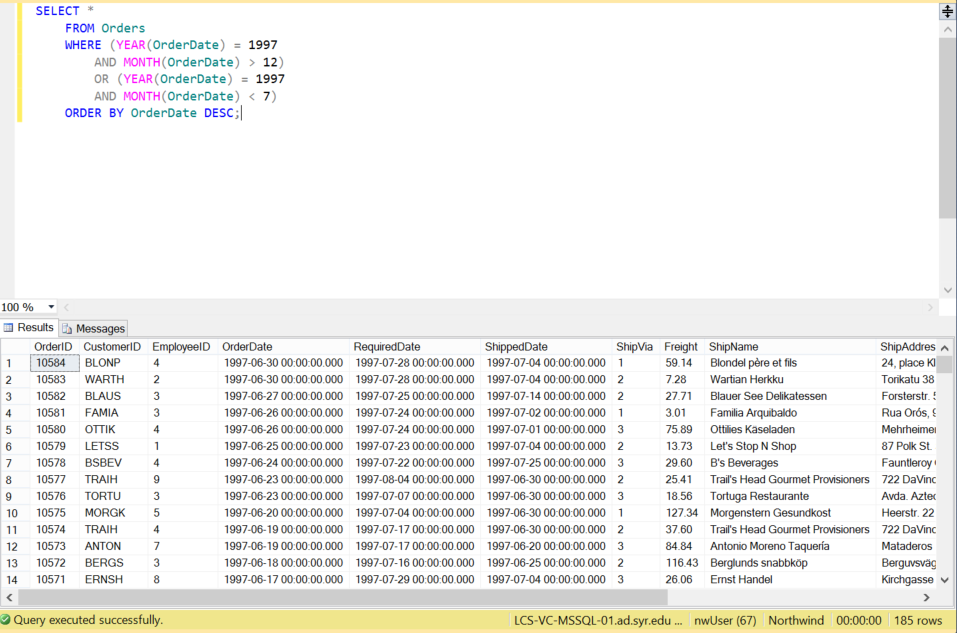 SELECT *
FROM Orders
WHERE (YEAR(OrderDate) = 1997
AND MONTH(OrderDate) > 12)
OR (YEAR(OrderDate) = 1997
AND MONTH(OrderDate) < 7)
ORDER BY OrderDate DESC;
100 %
Results Messages
OrderID CustomerID EmployeeID OrderDate RequiredDate ShippedDate ShipVia Freight ShipName ShipAddres
1 10584 BLONP 4 1997-06-30 00:00:00.000 1997-07-28 00:00:00.000 1997-07-04 00:00:00.000 1 59.14 Blondel père et fils 24, place Kl
2 10583 WARTH 2 1997-06-30 00:00:00.000 1997-07-28 00:00:00.000 1997-07-04 00:00:00.000 2 7.28 Wartian Herkku Torikatu 38
3 10582 BLAUS 3 1997-06-27 00:00:00.000 1997-07-25 00:00:00.000 1997-07-14 00:00:00.000 2 27.71 Blauer See Delikatessen Forsterstr. 5
4 10581 FAMIA 3 1997-06-26 00:00:00.000 1997-07-24 00:00:00.000 1997-07-02 00:00:00.000 1 3.01 Familia Arquibaldo Rua Orós, 9
5 10580 OTTIK 4 1997-06-26 00:00:00.000 1997-07-24 00:00:00.000 1997-07-01 00:00:00.000 3 75.89 Ottilies Käseladen Mehrheimer
6 10579 LETSS 1 1997-06-25 00:00:00.000 1997-07-23 00:00:00.000 1997-07-04 00:00:00.000 2 13.73 Let's Stop N Shop 87 Polk St.
7 10578 BSBEV 4 1997-06-24 00:00:00.000 1997-07-22 00:00:00.000 1997-07-25 00:00:00.000 3 29.60 B's Beverages Fauntleroy
8 10577 TRAIH 9 1997-06-23 00:00:00.000 1997-08-04 00:00:00.000 1997-06-30 00:00:00.000 2 25.41 Trail's Head Gourmet Provisioners 722 DaVinc
9 10576 TORTU 3 1997-06-23 00:00:00.000 1997-07-07 00:00:00.000 1997-06-30 00:00:00.000 3 18.56 Tortuga Restaurante Avda. Aztec
10 10575 MORGK 5 1997-06-20 00:00:00.000 1997-07-04 00:00:00.000 1997-06-30 00:00:00.000 1 127.34 Morgenstern Gesundkost Heerstr. 22
11 10574 TRAIH 4 1997-06-19 00:00:00.000 1997-07-17 00:00:00.000 1997-06-30 00:00:00.000 2 37.60 Trail's Head Gourmet Provisioners 722 DaVinc
12 10573 ANTON 7 1997-06-19 00:00:00.000 1997-07-17 00:00:00.000 1997-06-20 00:00:00.000 3 84.84 Antonio Moreno Taquería Mataderos
13 10572 BERGS 3 1997-06-18 00:00:00.000 1997-07-16 00:00:00.000 1997-06-25 00:00:00.000 2 116.43 Berglunds snabbköp Berguvsväg
14 10571 ERNSH 8 1997-06-17 00:00:00.000 1997-07-29 00:00:00.000 1997-07-04 00:00:00.000 3 26.06 Ernst Handel Kirchgasse
Query executed successfully. LCS-VC-MSSQL-01.ad.syr.edu ... nwUser (67) Northwind 00:00:00 185 rows